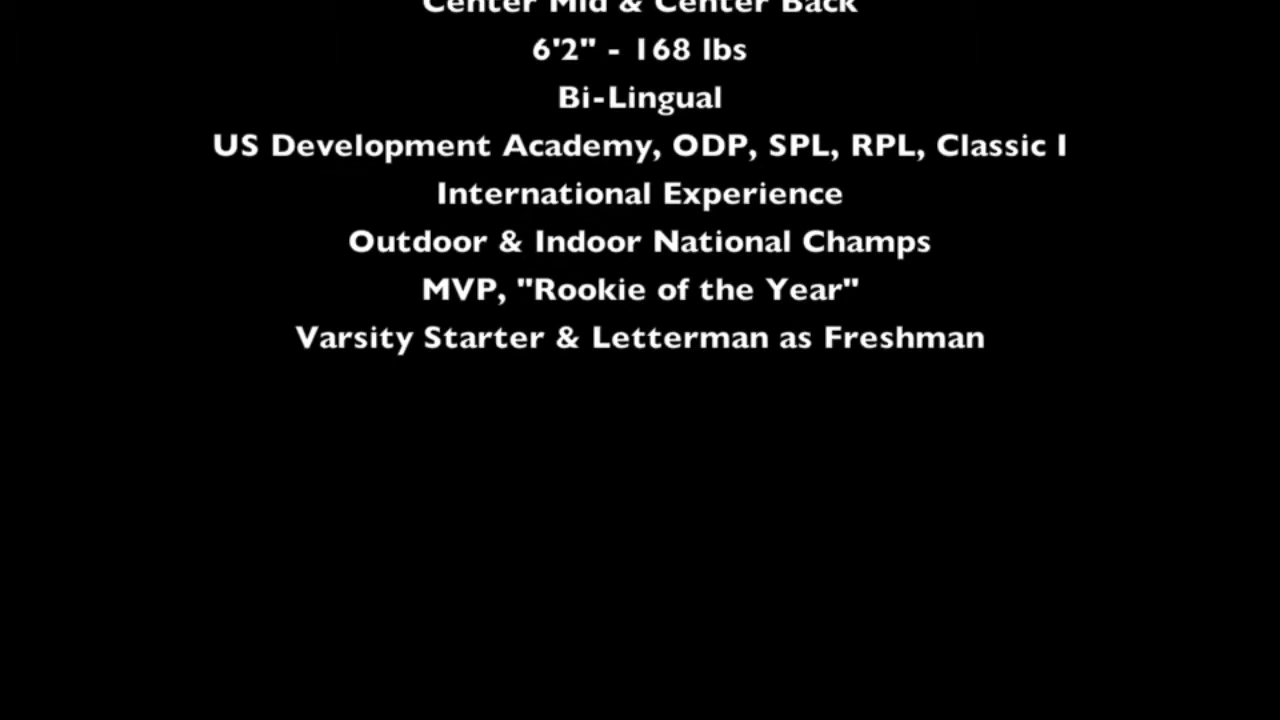 Center Mid & Center Back
6'2" - 168 lbs
Bi-Lingual
US Development Academy, ODP, SPL, RPL, Classic I
International Experience
Outdoor & Indoor National Champs
MVP, "Rookie of the Year"
Varsity Starter & Letterman as Freshman